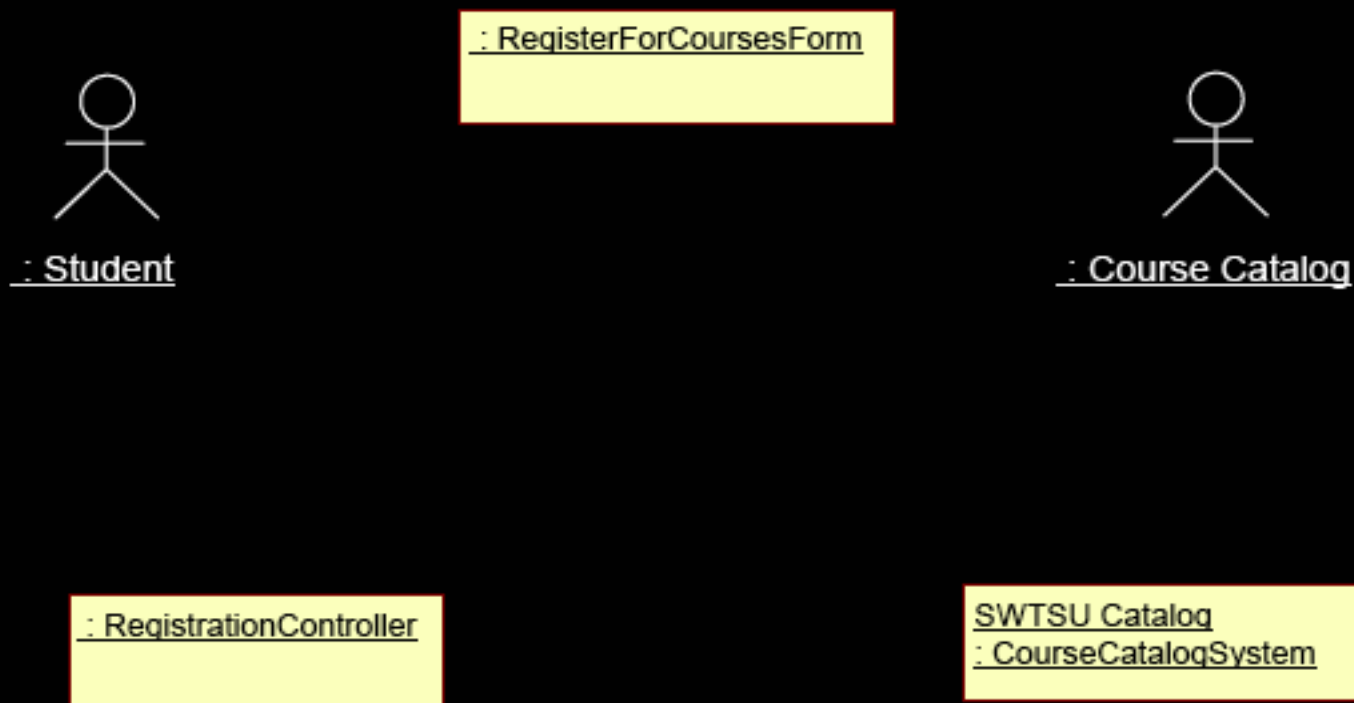 : RegisterForCoursesForm
: Student
: Course Catalog
: RegistrationController
SWTSU Catalog
: CourseCatalogSystem